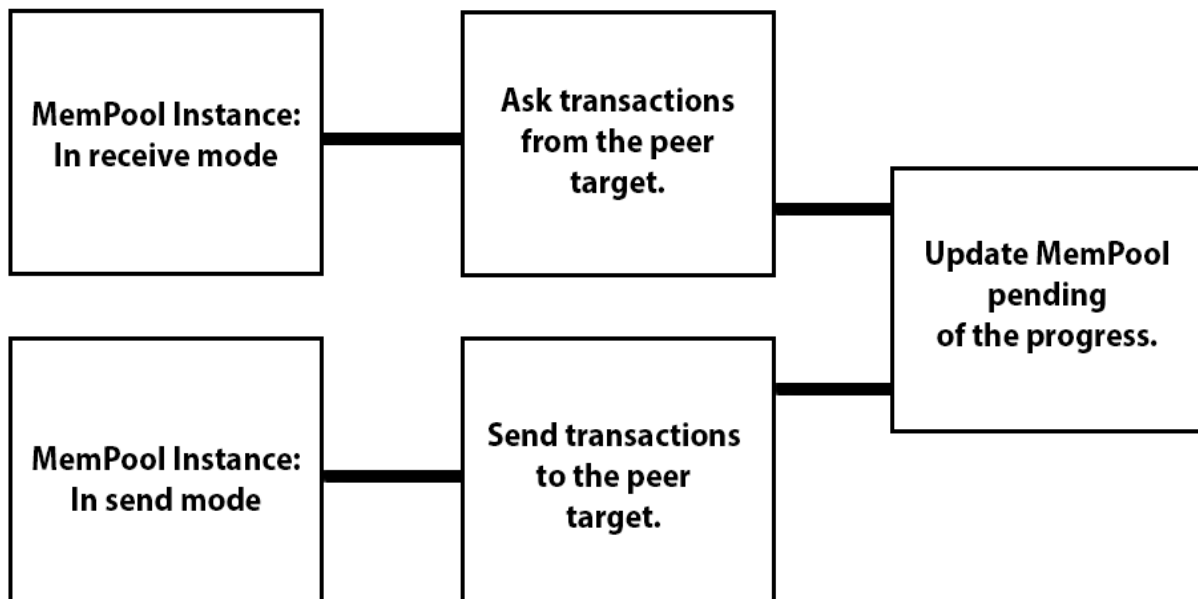 MemPool Instance:
In receive mode
Ask transactions
from the peer
target.
Update MemPool
pending
of the progress.
MemPool Instance:
In send mode
Send transactions
to the peer
target.